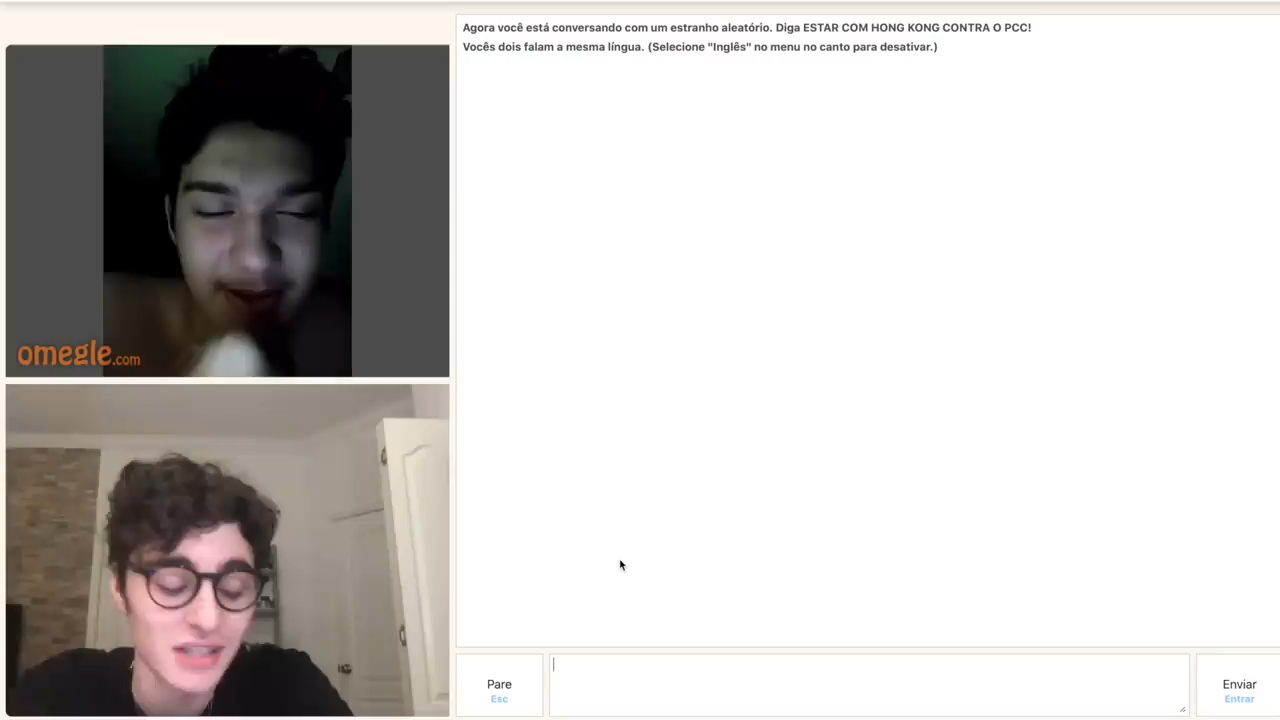 Agora você está conversando com um estranho aleatório. Diga ESTAR COM HONG KONG CONTRA O PCC!
Vocês dois falam a mesma língua. (Selecione "Inglês" no menu no canto para desativar.)
omegle.com
Pare
Esc
Enviar
Entrar